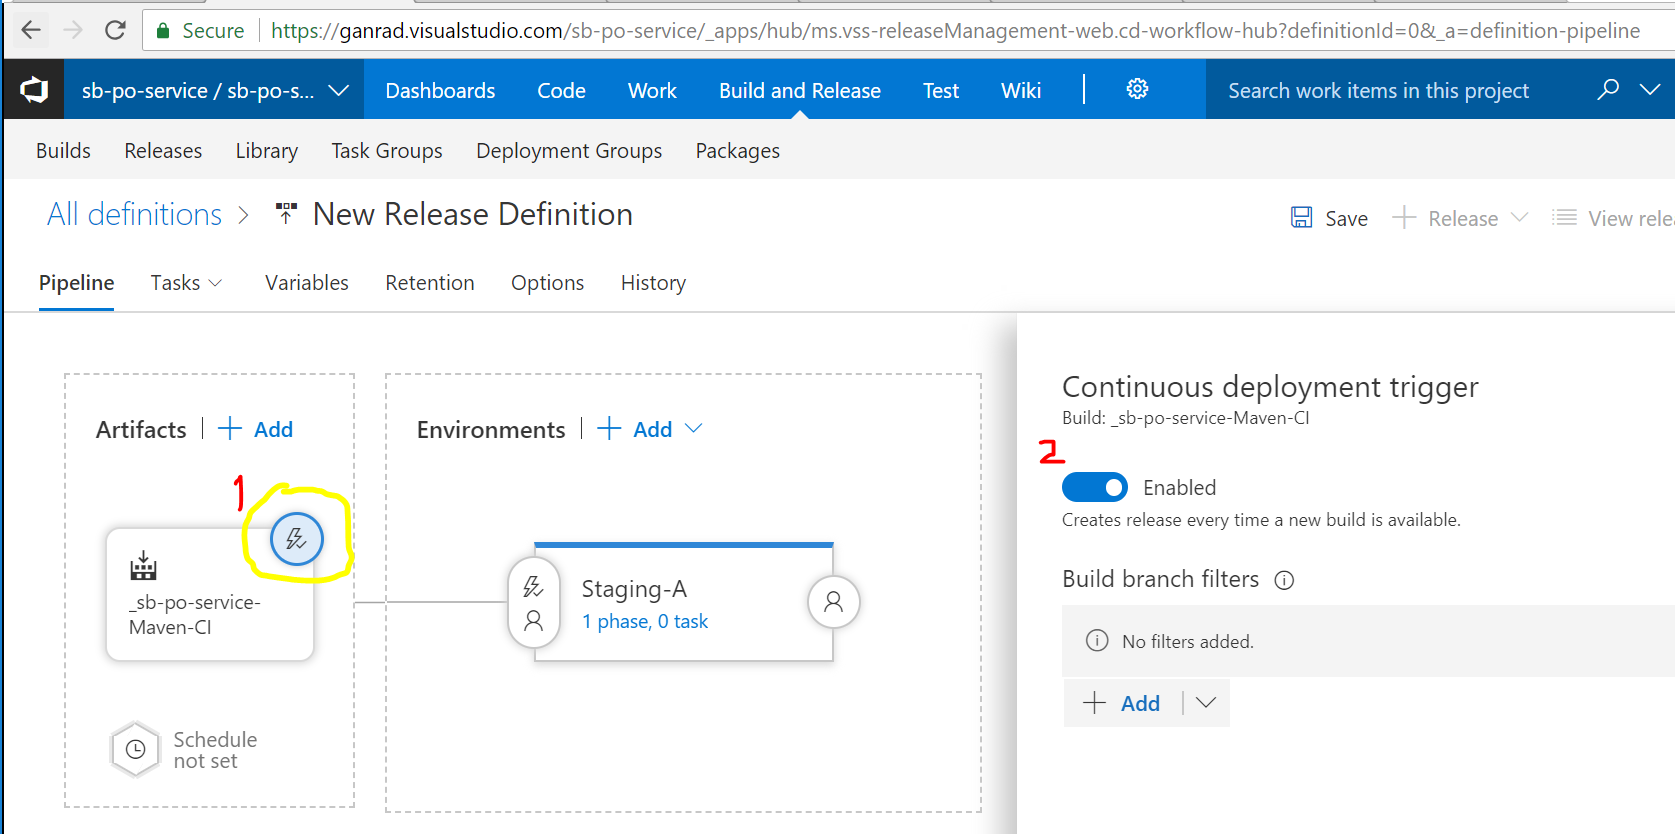 Secure https://ganrad.visualstudio.com/sb-po-service/_apps/hub/ms.vss-releaseManagement-web.cd-workflow-hub?definitionId=0&_a=definition-pipeline
sb-po-service / sb-po-s... Dashboards Code Work Build and Release Test Wiki Search work items in this project
Builds Releases Library Task Groups Deployment Groups Packages
All definitions > New Release Definition
Save + Release View rele
Pipeline Tasks Variables Retention Options History
Artifacts | + Add
Environments | + Add
1
_sb-po-service-
Maven-CI
Schedule
not set
Staging-A
1 phase, 0 task
Continuous deployment trigger
Build: _sb-po-service-Maven-CI
2
Enabled
Creates release every time a new build is available.
Build branch filters
No filters added.
+ Add